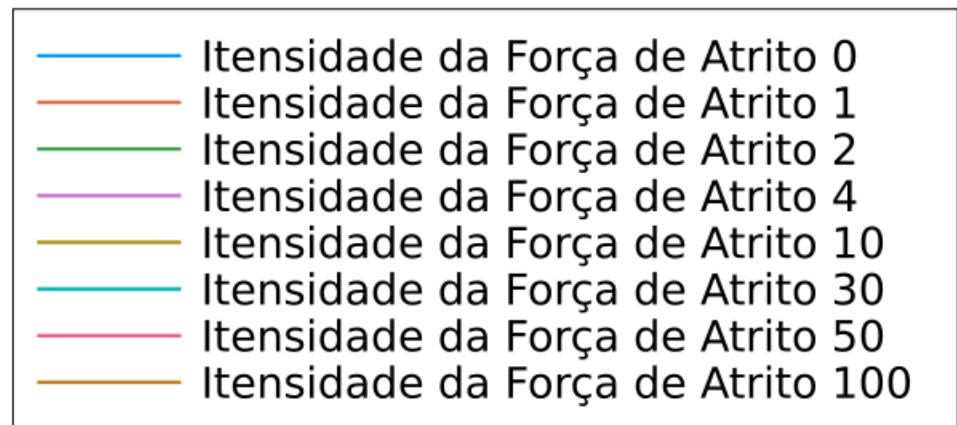 Itensidade da Força de Atrito 0
Itensidade da Força de Atrito 1
Itensidade da Força de Atrito 2
Itensidade da Força de Atrito 4
Itensidade da Força de Atrito 10
Itensidade da Força de Atrito 30
Itensidade da Força de Atrito 50
Itensidade da Força de Atrito 100